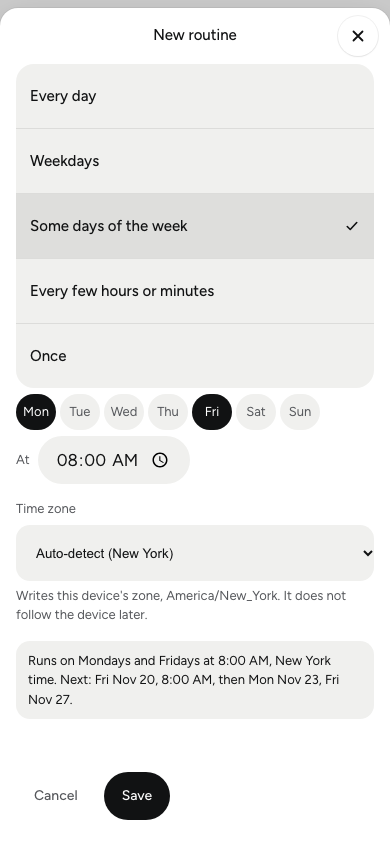 New routine
Every day
Weekdays
Some days of the week
Every few hours or minutes
Once
Mon Tue Wed Thu Fri Sat Sun
At 08:00 AM
Time zone
Auto-detect (New York)
Writes this device's zone, America/New_York. It does not
follow the device later.
Runs on Mondays and Fridays at 8:00 AM, New York
time. Next: Fri Nov 20, 8:00 AM, then Mon Nov 23, Fri
Nov 27.
Cancel Save